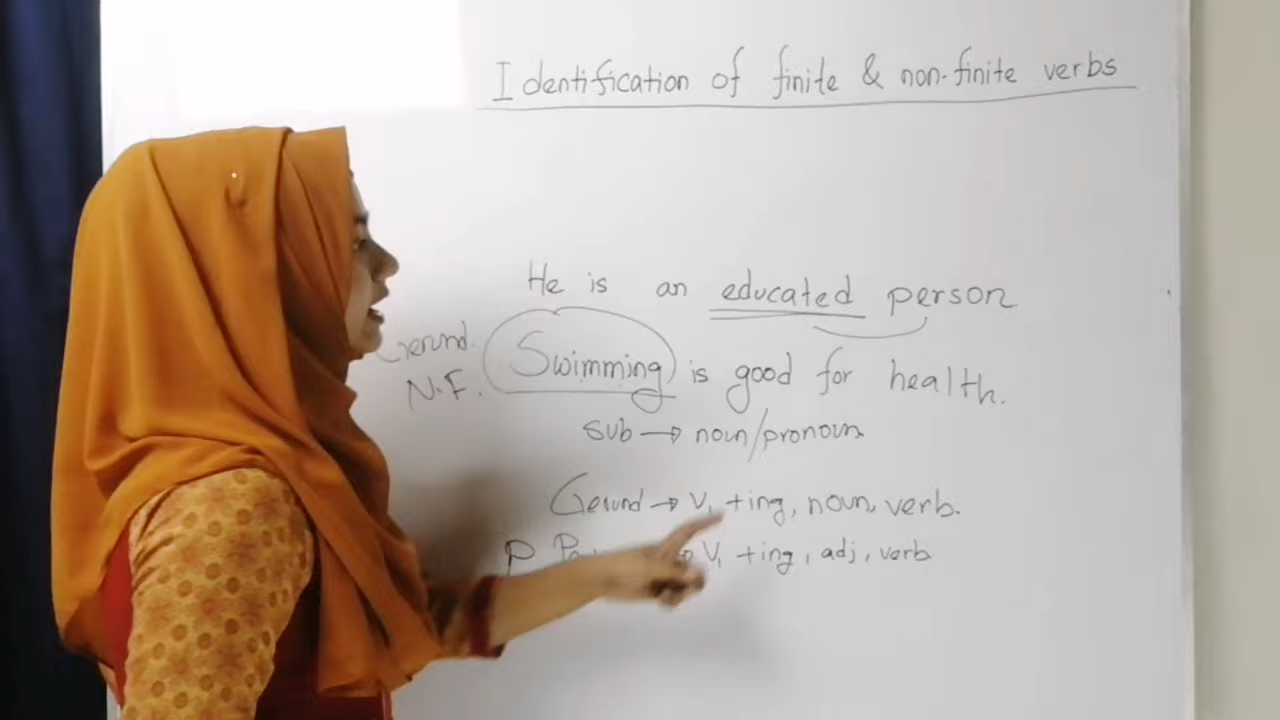 Identification of finite & non-finite verbs
He is an educated person
Gerund.
N.F.
Swimming is good for health.
sub → noun/pronoun
Gerund → V1 +ing, noun, verb.
P V1 +ing, adj, verb